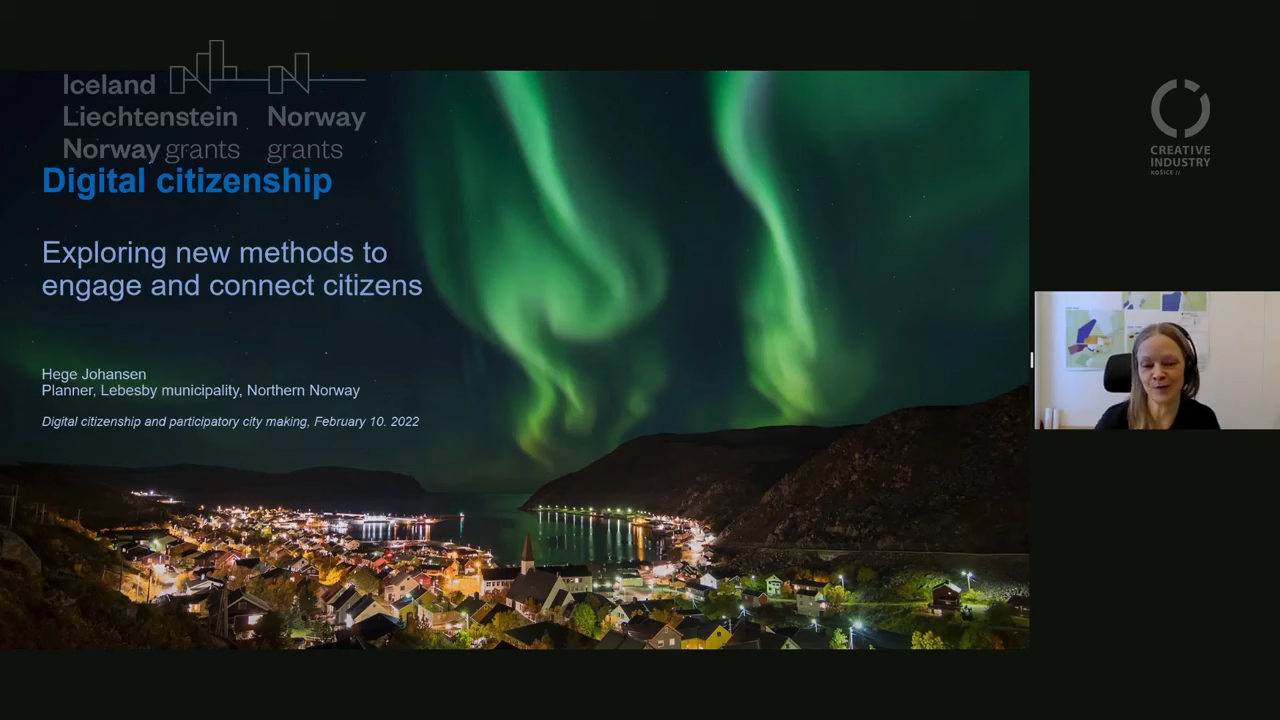 Iceland
Liechtenstein Norway
Norway grants grants
Digital citizenship
Exploring new methods to
engage and connect citizens
Hege Johansen
Planner, Lebesby municipality, Northern Norway
Digital citizenship and participatory city making, February 10. 2022
CREATIVE
INDUSTRY
KOŠICE //